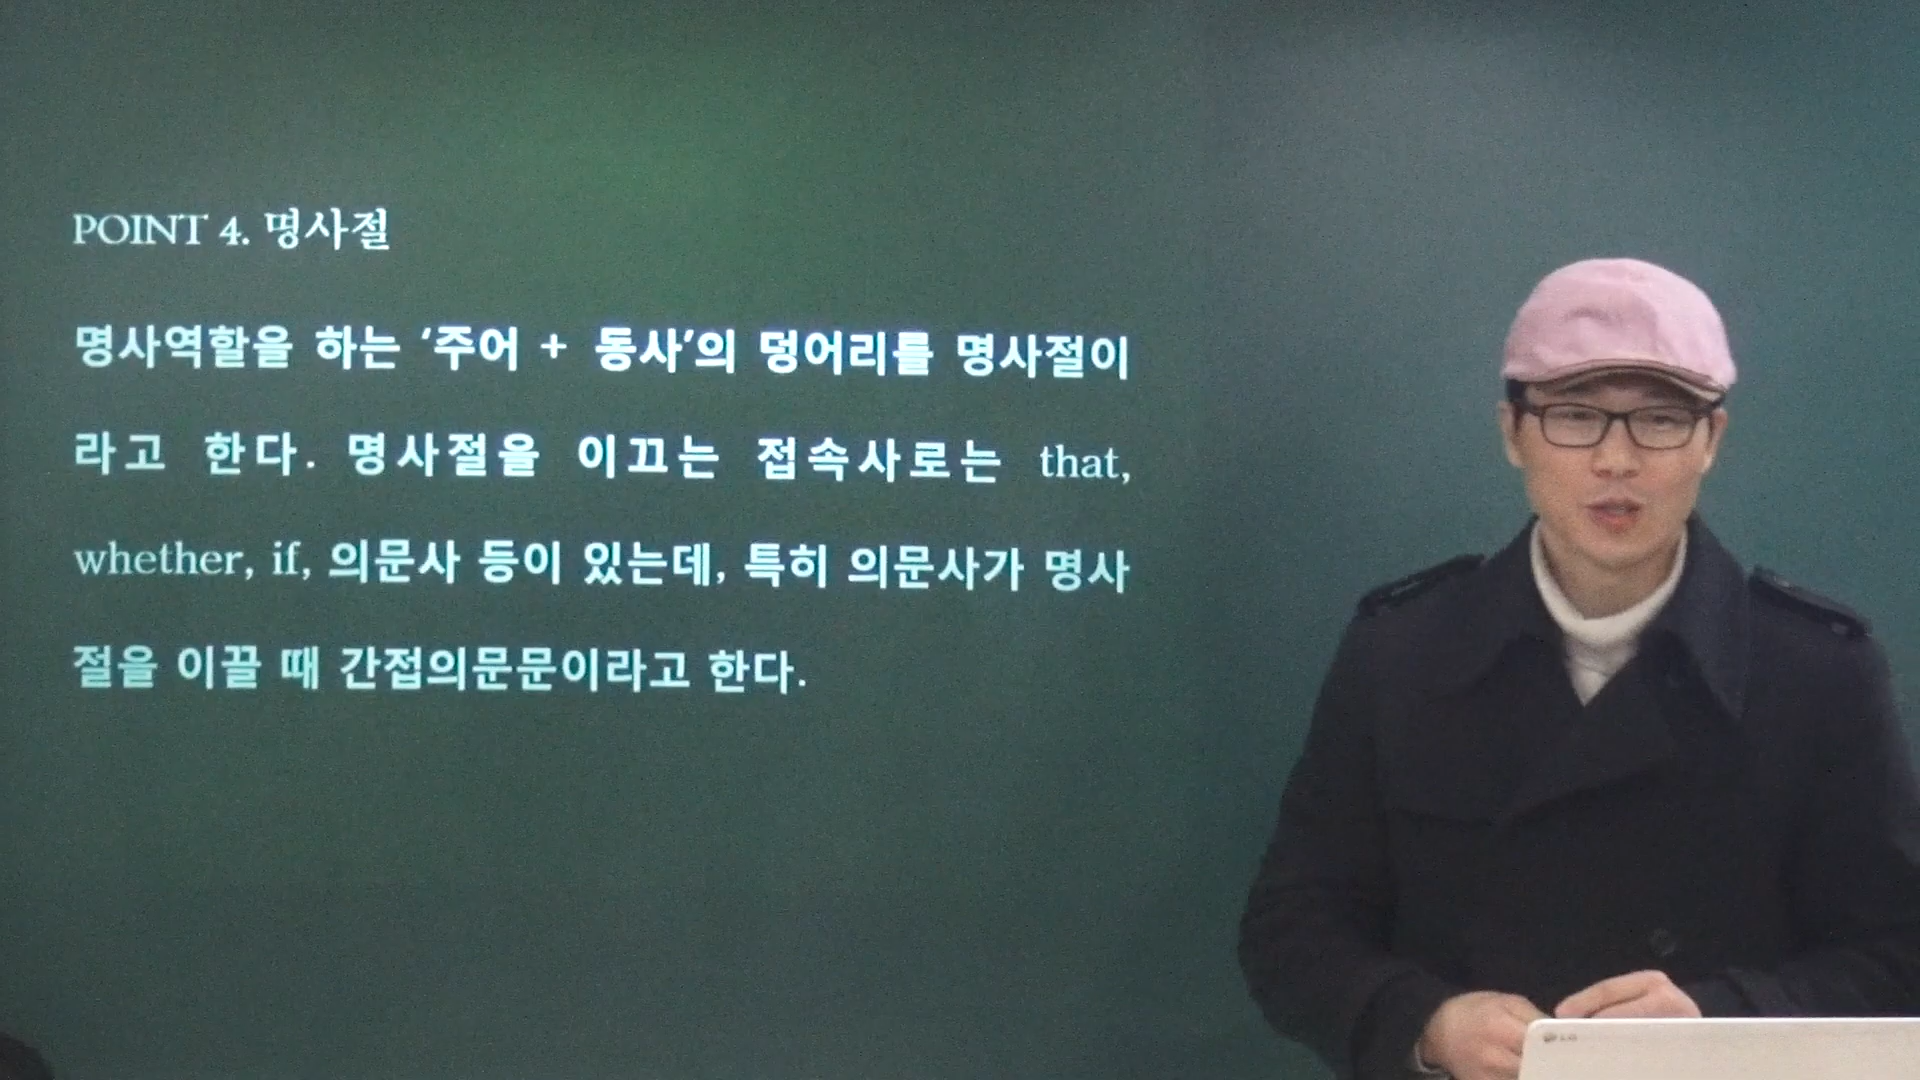 POINT 4. 명사절
명사역할을 하는 ‘주어 + 동사’의 덩어리를 명사절이
라고 한다. 명사절을 이끄는 접속사로는 that,
whether, if, 의문사 등이 있는데, 특히 의문사가 명사
절을 이끌 때 간접의문문이라고 한다.
LG